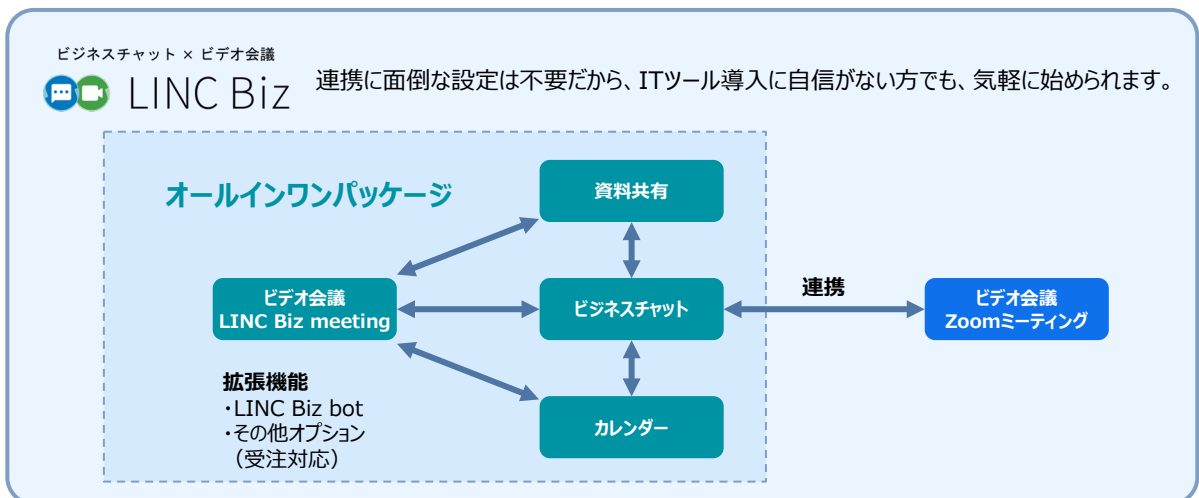 ビジネスチャット × ビデオ会議
LINC Biz
連携に面倒な設定は不要だから、ITツール導入に自信がない方でも、気軽に始められます。
オールインワンパッケージ
資料共有
ビデオ会議
LINC Biz meeting
ビジネスチャット
連携
ビデオ会議
Zoomミーティング
拡張機能
・LINC Biz bot
・その他オプション
（受注対応）
カレンダー